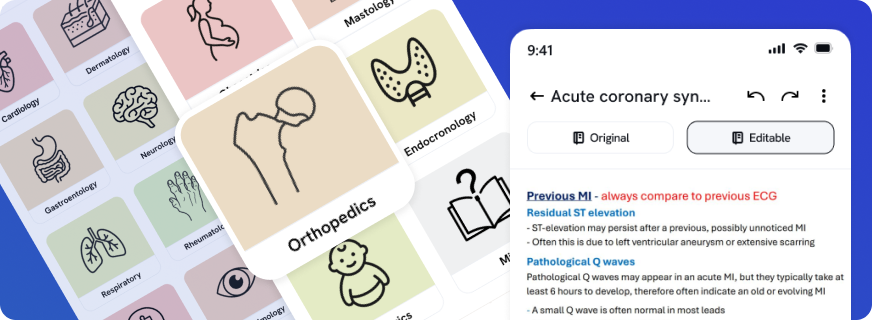 Dermatology
Mastology
Cardiology
Neurology
Endocronology
Gastroentology
Orthopedics
Respiratory
9:41
Acute coronary syn...
Original
Editable
Previous MI - always compare to previous ECG
Residual ST elevation
- ST-elevation may persist after a previous, possibly unnoticed MI
- Often this is due to left ventricular aneurysm or extensive scarring
Pathological Q waves
Pathological Q waves may appear in an acute MI, but they typically take at
least 6 hours to develop, therefore often indicate an old or evolving MI
- A small Q wave is often normal in most leads